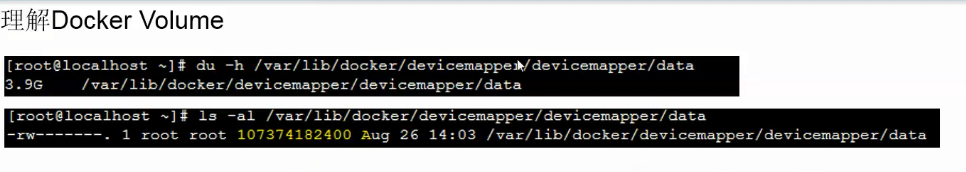 理解Docker Volume
[root@localhost ~]# du -h /var/lib/docker/devicemapper/devicemapper/data
3.9G    /var/lib/docker/devicemapper/devicemapper/data
[root@localhost ~]# ls -al /var/lib/docker/devicemapper/devicemapper/data
-rw-------. 1 root root 107374182400 Aug 26 14:03 /var/lib/docker/devicemapper/devicemapper/data